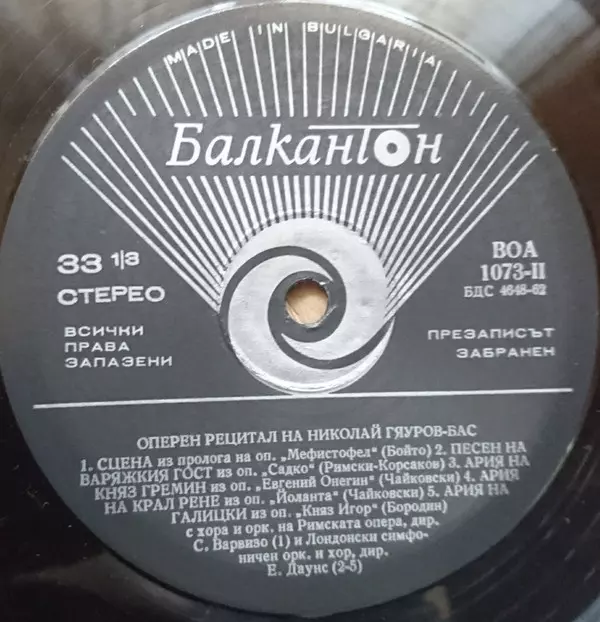 MADE IN BULGARIA
Балкантон
33 1/3
СТЕРЕО
ВСИЧКИ
ПРАВА
ЗАПАЗЕНИ
ВОА
1073-II
БДС 4648-62
ПРЕЗАПИСЪТ
ЗАБРАНЕН
ОПЕРЕН РЕЦИТАЛ НА НИКОЛАЙ ГЯУРОВ-БАС
1. СЦЕНА из пролога на оп. „Мефистофел“ (Бойто) 2. ПЕСЕН НА
ВАРЯЖКИЯ ГОСТ из оп. „Садко“ (Римски-Корсаков) 3. АРИЯ НА
КНЯЗ ГРЕМИН из оп. „Евгений Онегин“ (Чайковски) 4. АРИЯ
НА КРАЛ РЕНЕ из оп. „Йоланта“ (Чайковски) 5. АРИЯ НА
ГАЛИЦКИ из оп. „Княз Игор“ (Бородин)
с хора и орк. на Римската опера, дир.
С. Варвизо (1) и Лондонски симфо-
ничен орк. и хор, дир.
Е. Даунс (2-5)